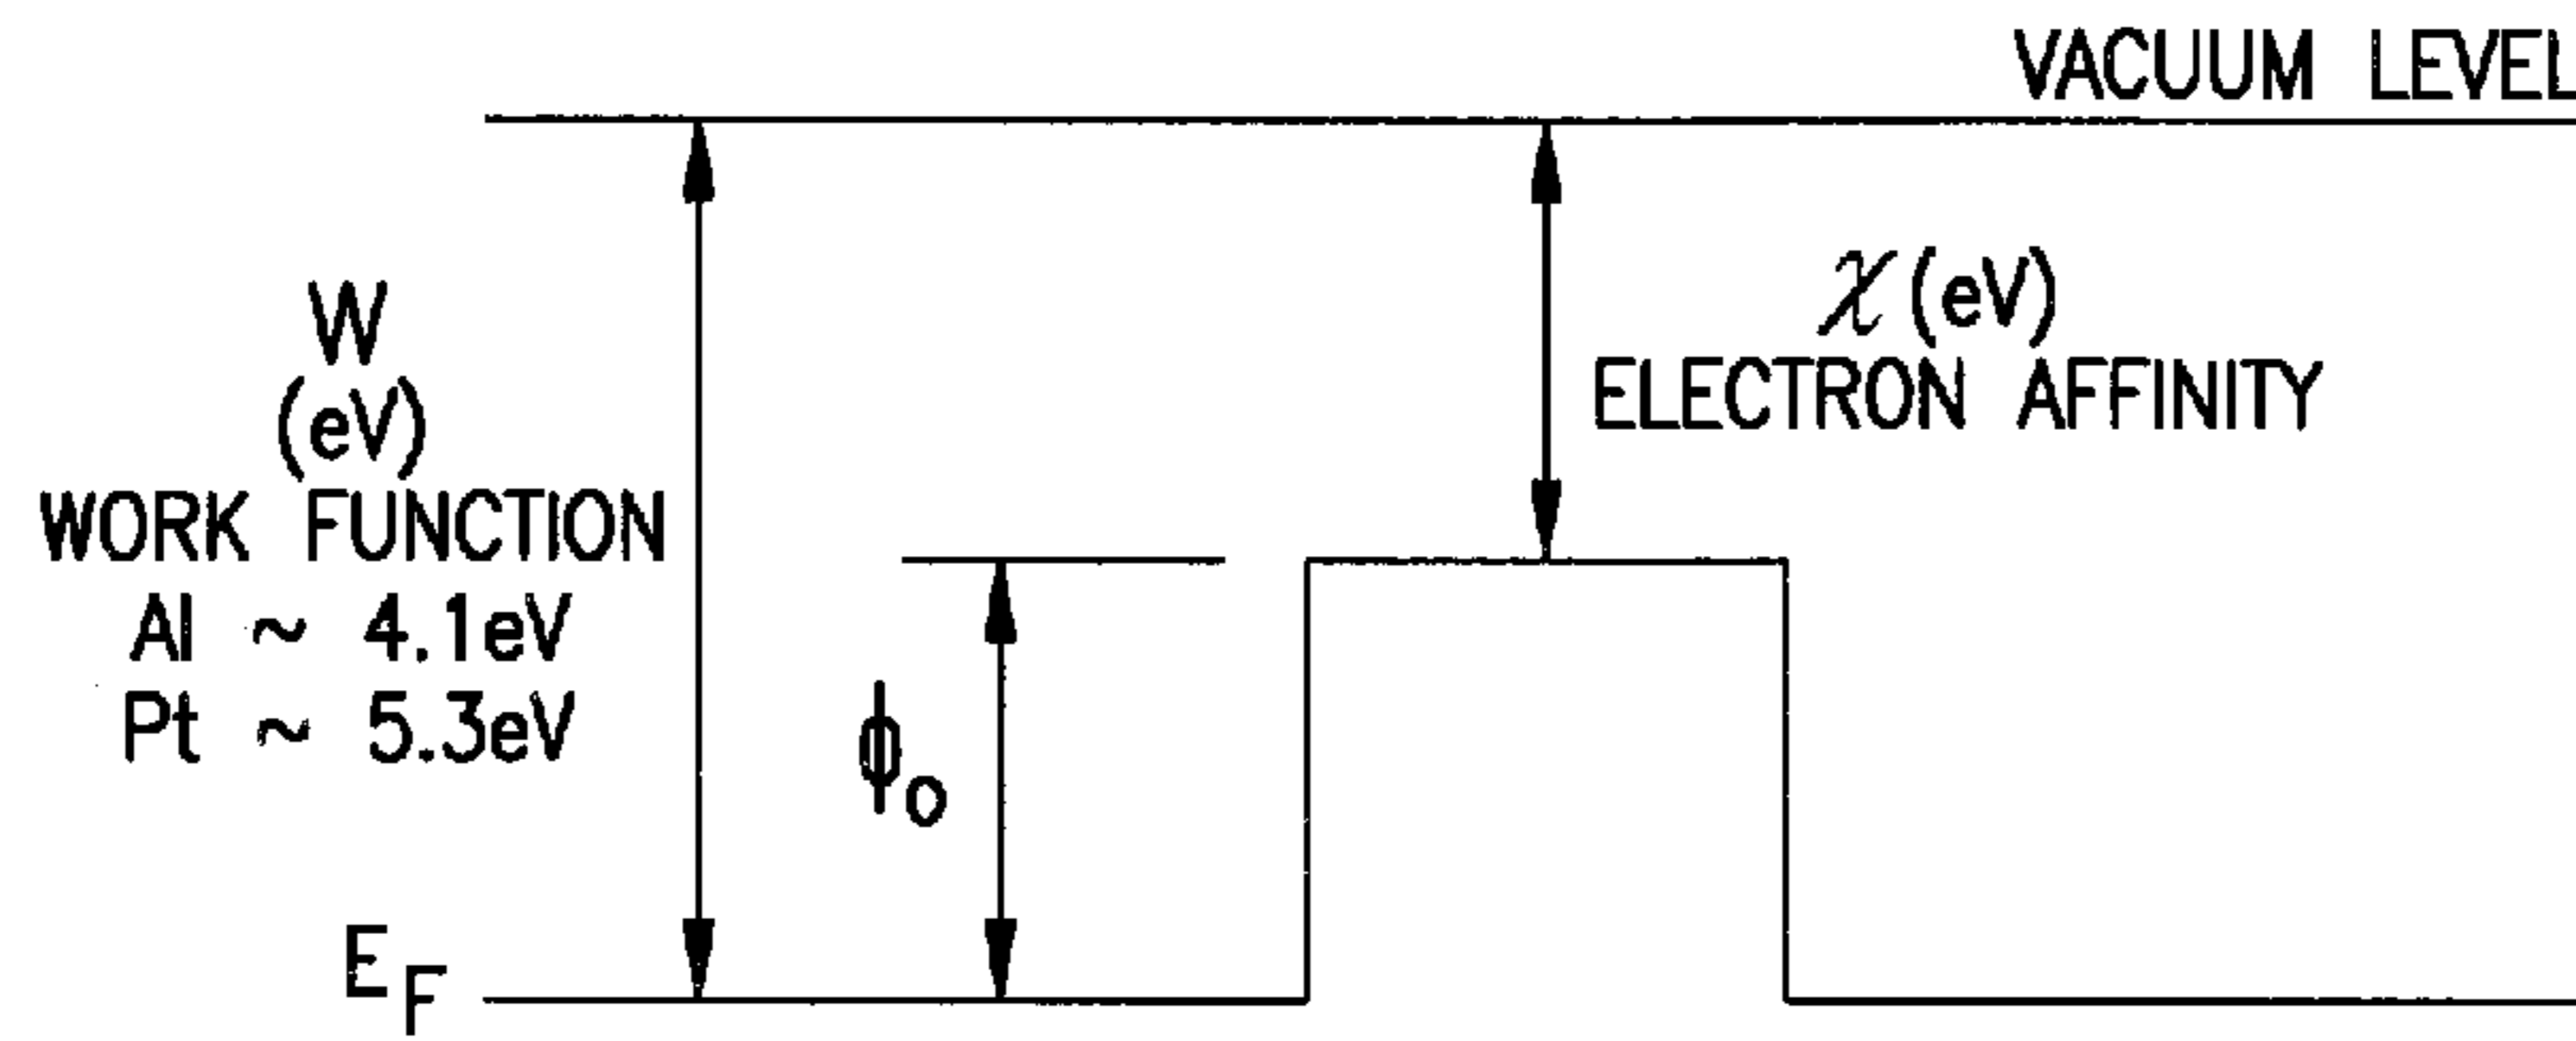 VACUUM LEVEL
W
(eV)
WORK FUNCTION
Al ~ 4.1eV
Pt ~ 5.3eV
χ(eV)
ELECTRON AFFINITY
ϕo
EF